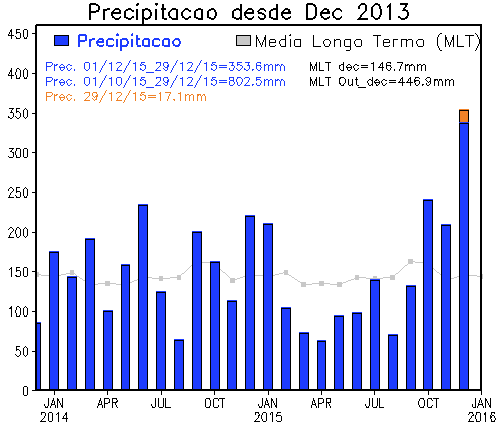 Precipitacao desde Dec 2013
Precipitacao Media Longo Termo (MLT)
Prec. 01/12/15_29/12/15=353.6mm MLT dec=146.7mm
Prec. 01/10/15_29/12/15=802.5mm MLT Out_dec=446.9mm
Prec. 29/12/15=17.1mm
450
400
350
300
250
200
150
100
50
0
JAN APR JUL OCT JAN APR JUL OCT JAN
2014 2015 2016